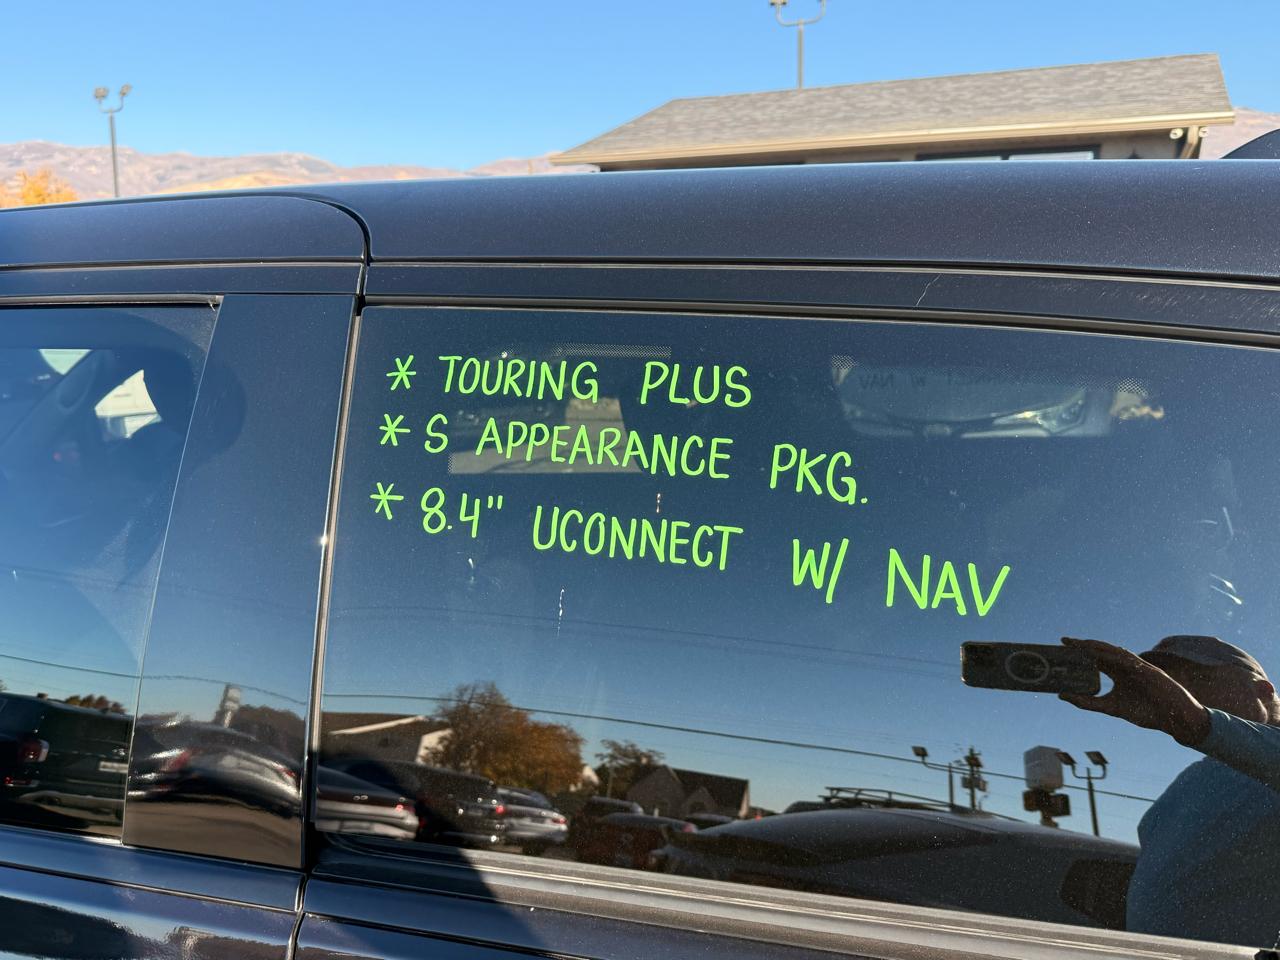 * TOURING PLUS
* S APPEARANCE PKG.
* 8.4" UCONNECT W/ NAV